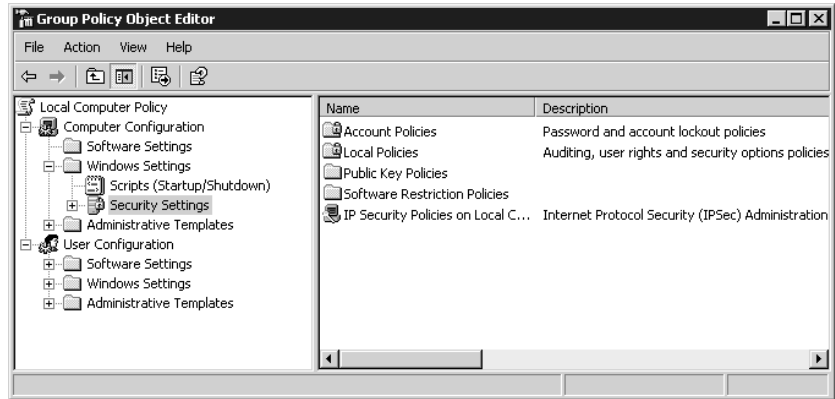 Group Policy Object Editor
File Action View Help
Local Computer Policy
Computer Configuration
Software Settings
Windows Settings
Scripts (Startup/Shutdown)
Security Settings
Administrative Templates
User Configuration
Software Settings
Windows Settings
Administrative Templates
Name Description
Account Policies Password and account lockout policies
Local Policies Auditing, user rights and security options policies
Public Key Policies
Software Restriction Policies
IP Security Policies on Local C... Internet Protocol Security (IPSec) Administration